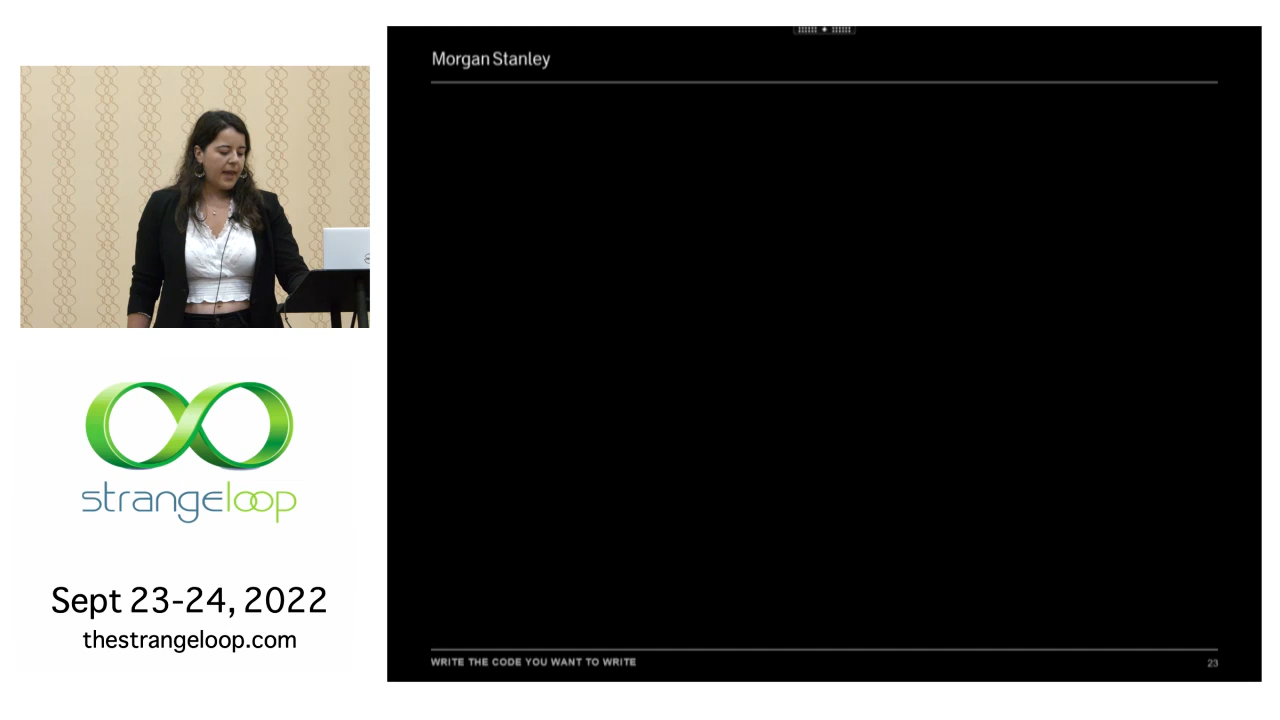 Morgan Stanley
strangeloop
Sept 23-24, 2022
thestrangeloop.com
WRITE THE CODE YOU WANT TO WRITE
23